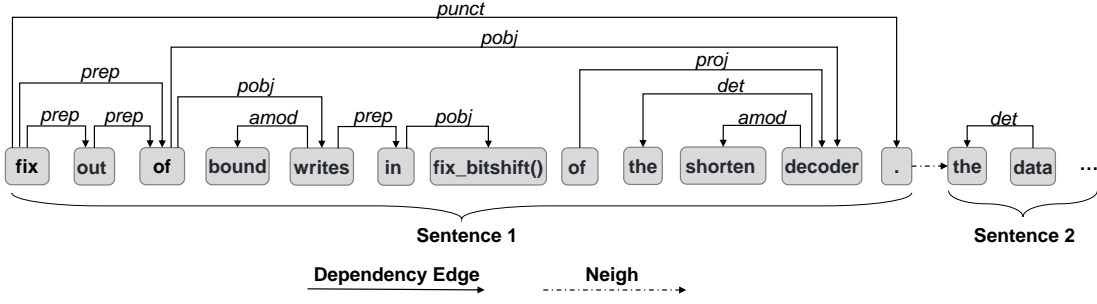 punct
pobj
proj
prep
pobj
det
prep prep amod prep pobj amod det
fix out of bound writes in fix_bitshift() of the shorten decoder . the data ...
Sentence 1 Sentence 2
Dependency Edge Neigh